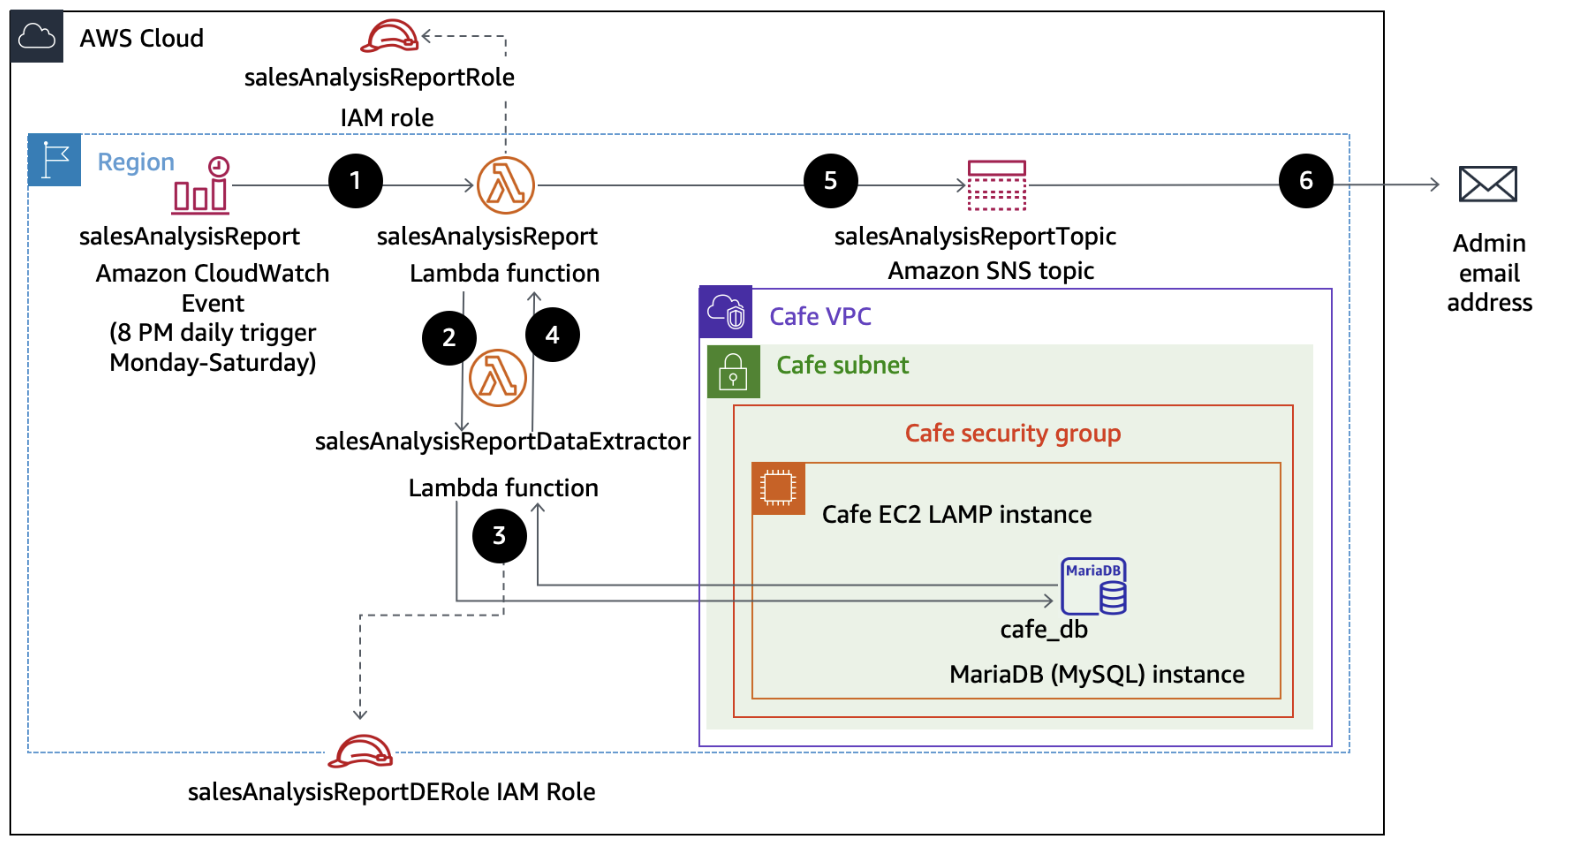 AWS Cloud
salesAnalysisReportRole
IAM role
Region
1
5
6
salesAnalysisReport
Amazon CloudWatch
Event
(8 PM daily trigger
Monday-Saturday)
salesAnalysisReport
Lambda function
salesAnalysisReportTopic
Amazon SNS topic
Admin
email
address
2
4
salesAnalysisReportDataExtractor
Lambda function
3
Cafe VPC
Cafe subnet
Cafe security group
Cafe EC2 LAMP instance
MariaDB
cafe_db
MariaDB (MySQL) instance
salesAnalysisReportDERole IAM Role